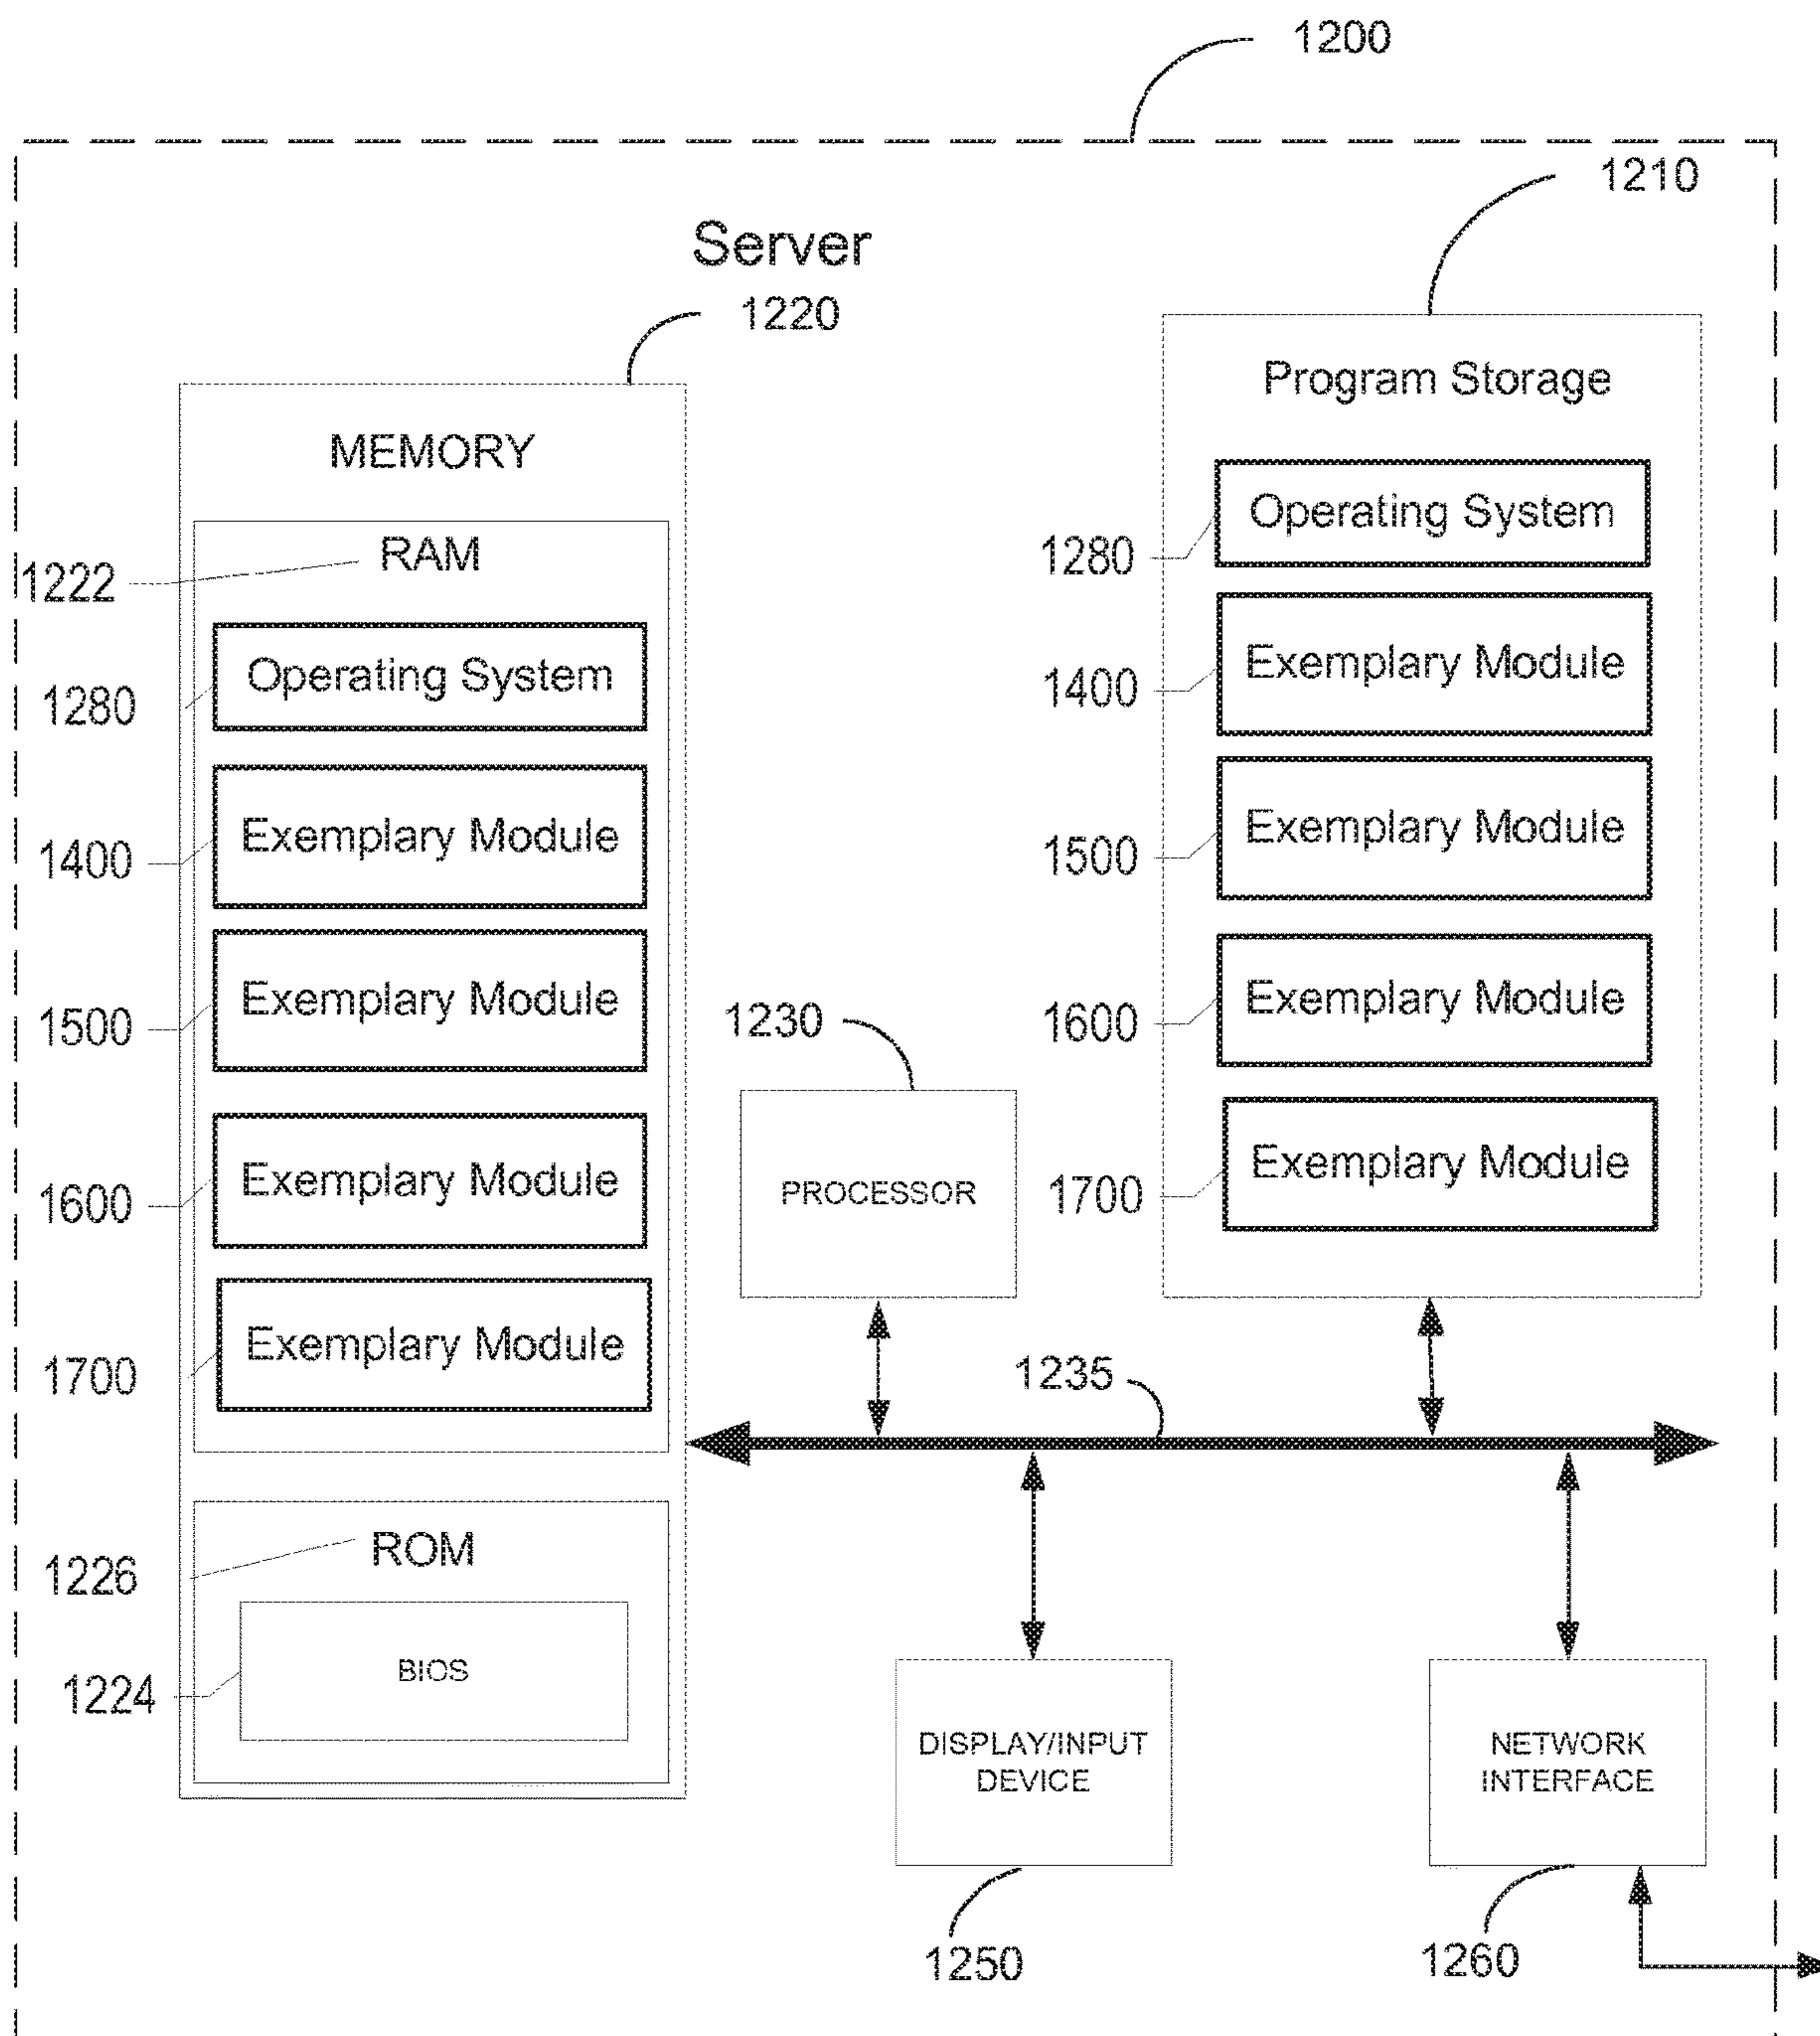 1200
1210
Server
1220
Program Storage
MEMORY
Operating System
1280
RAM
1222
Exemplary Module
1400
Operating System
1280
Exemplary Module
1500
Exemplary Module
1400
Exemplary Module
1600
Exemplary Module
1500
1230
Exemplary Module
1700
Exemplary Module
1600
PROCESSOR
Exemplary Module
1700
1235
ROM
1226
BIOS
1224
DISPLAY/INPUT
DEVICE
NETWORK
INTERFACE
1250
1260